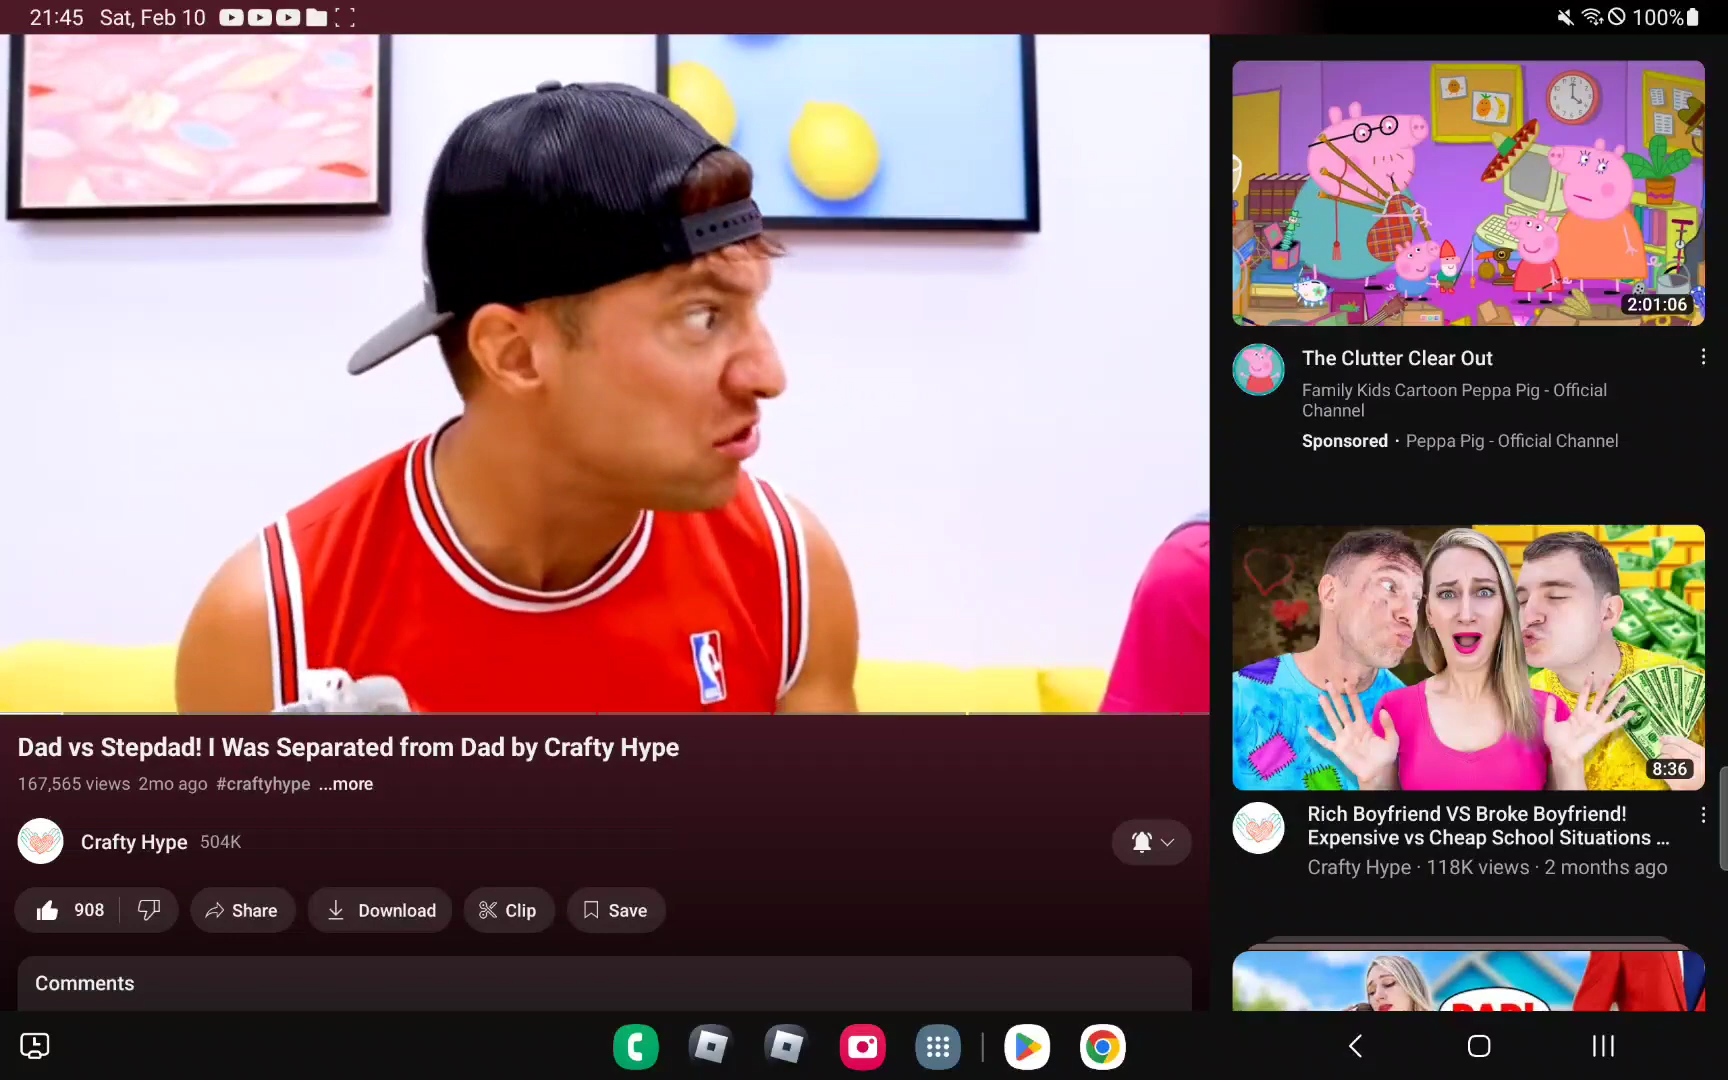 21:45 Sat, Feb 10
100%
2:01:06
The Clutter Clear Out
Family Kids Cartoon Peppa Pig - Official
Channel
Sponsored · Peppa Pig - Official Channel
Dad vs Stepdad! I Was Separated from Dad by Crafty Hype
167,565 views 2mo ago #craftyhype ...more
Crafty Hype 504K
908
Share
Download
Clip
Save
Comments
8:36
Rich Boyfriend VS Broke Boyfriend!
Expensive vs Cheap School Situations ...
Crafty Hype · 118K views · 2 months ago